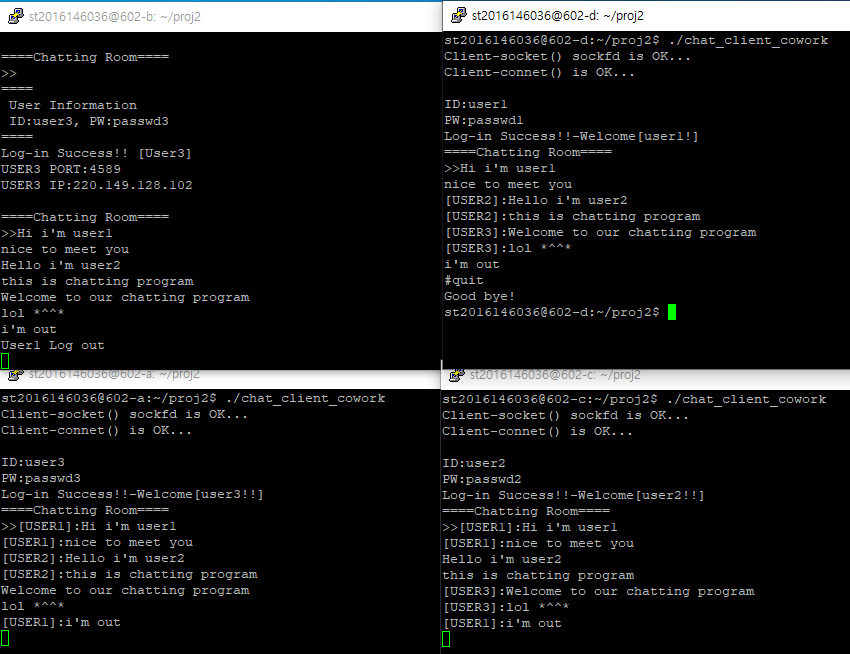 st2016146036@602-b: ~/proj2
====Chatting Room====
>>
====
 User Information
 ID:user3, PW:passwd3
====
Log-in Success!! [User3]
USER3 PORT:4589
USER3 IP:220.149.128.102
====Chatting Room====
>>Hi i'm user1
nice to meet you
Hello i'm user2
this is chatting program
Welcome to our chatting program
lol *^^*
i'm out
User1 Log out
st2016146036@602-d: ~/proj2
st2016146036@602-d:~/proj2$ ./chat_client_cowork
Client-socket() sockfd is OK...
Client-connet() is OK...
ID:user1
PW:passwd1
Log-in Success!!-Welcome[user1!]
====Chatting Room====
>>Hi i'm user1
nice to meet you
[USER2]:Hello i'm user2
[USER2]:this is chatting program
[USER3]:Welcome to our chatting program
[USER3]:lol *^^*
i'm out
#quit
Good bye!
st2016146036@602-d:~/proj2$
st2016146036@602-a: ~/proj2
st2016146036@602-a:~/proj2$ ./chat_client_cowork
Client-socket() sockfd is OK...
Client-connet() is OK...
ID:user3
PW:passwd3
Log-in Success!!-Welcome[user3!!]
====Chatting Room====
>>[USER1]:Hi i'm user1
[USER1]:nice to meet you
[USER2]:Hello i'm user2
[USER2]:this is chatting program
Welcome to our chatting program
lol *^^*
[USER1]:i'm out
st2016146036@602-c: ~/proj2
st2016146036@602-c:~/proj2$ ./chat_client_cowork
Client-socket() sockfd is OK...
Client-connet() is OK...
ID:user2
PW:passwd2
Log-in Success!!-Welcome[user2!!]
====Chatting Room====
>>[USER1]:Hi i'm user1
[USER1]:nice to meet you
Hello i'm user2
this is chatting program
[USER3]:Welcome to our chatting program
[USER3]:lol *^^*
[USER1]:i'm out